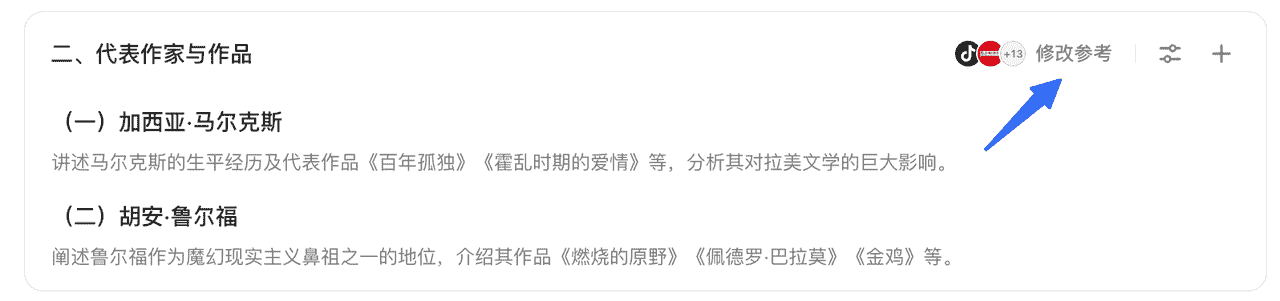 二、代表作家与作品
+13 修改参考
（一）加西亚·马尔克斯
讲述马尔克斯的生平经历及代表作品《百年孤独》《霍乱时期的爱情》等，分析其对拉美文学的巨大影响。
（二）胡安·鲁尔福
阐述鲁尔福作为魔幻现实主义鼻祖之一的地位，介绍其作品《燃烧的原野》《佩德罗·巴拉莫》《金鸡》等。